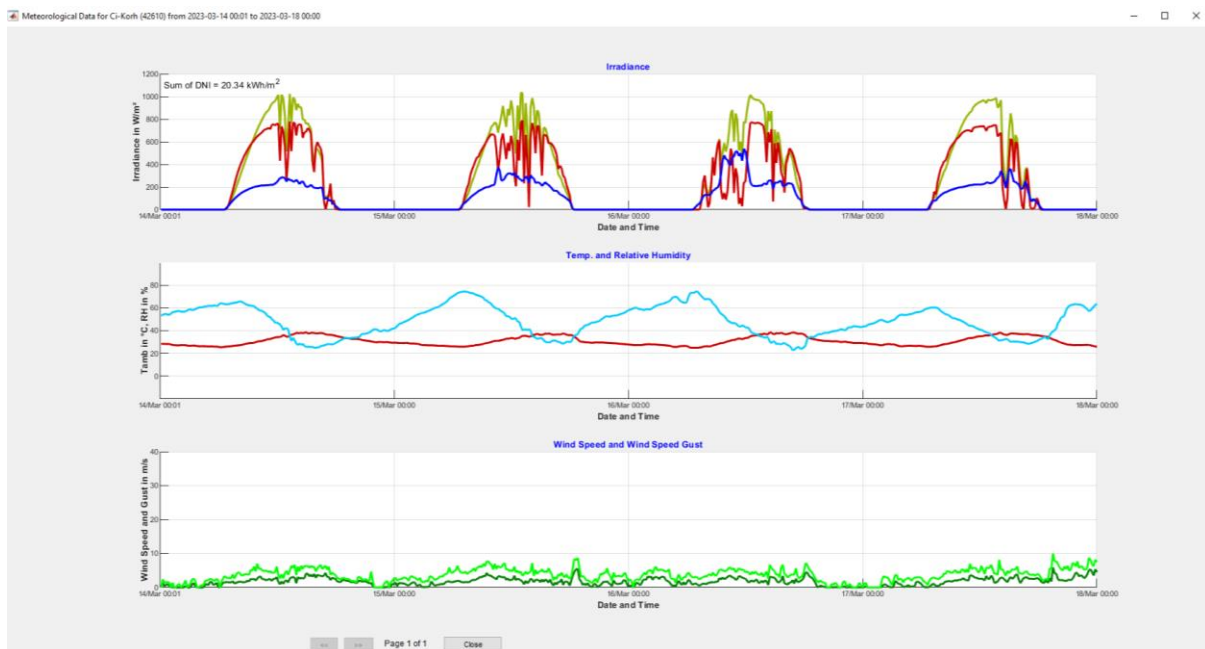 Meteorological Data for Ci-Korh (42610) from 2023-03-14 00:01 to 2023-03-18 00:00
Irradiance
Sum of DNI = 20.34 kWh/m²
Irradiance in W/m²
1200
1000
800
600
400
200
0
14/Mar 00:01 15/Mar 00:00 16/Mar 00:00 17/Mar 00:00 18/Mar 00:00
Date and Time
Temp. and Relative Humidity
Tamb in °C, RH in %
80
60
40
20
0
14/Mar 00:01 15/Mar 00:00 16/Mar 00:00 17/Mar 00:00 18/Mar 00:00
Date and Time
Wind Speed and Wind Speed Gust
Wind Speed and Gust in m/s
40
30
20
10
0
14/Mar 00:01 15/Mar 00:00 16/Mar 00:00 17/Mar 00:00 18/Mar 00:00
Date and Time
<< >> Page 1 of 1 Close